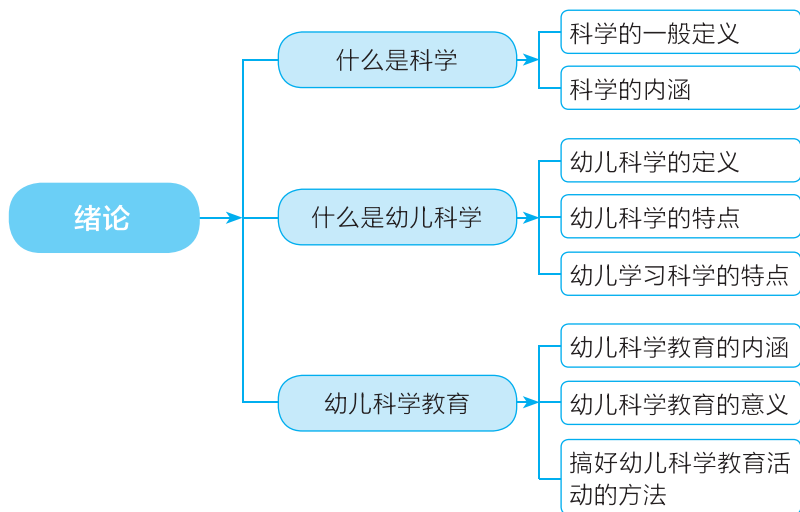 绪论
什么是科学
科学的一般定义
科学的内涵
什么是幼儿科学
幼儿科学的定义
幼儿科学的特点
幼儿学习科学的特点
幼儿科学教育
幼儿科学教育的内涵
幼儿科学教育的意义
搞好幼儿科学教育活
动的方法